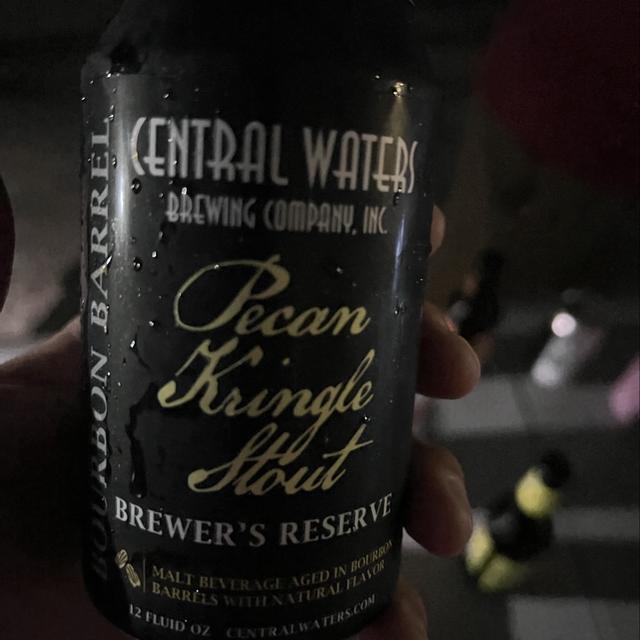 CENTRAL WATERS
BREWING COMPANY, INC
Pecan
Kringle
Stout
BREWER'S RESERVE
MALT BEVERAGE AGED IN BOURBON
BARRELS WITH NATURAL FLAVOR
12 FLUID OZ CENTRALWATERS.COM
BOURBON BARREL